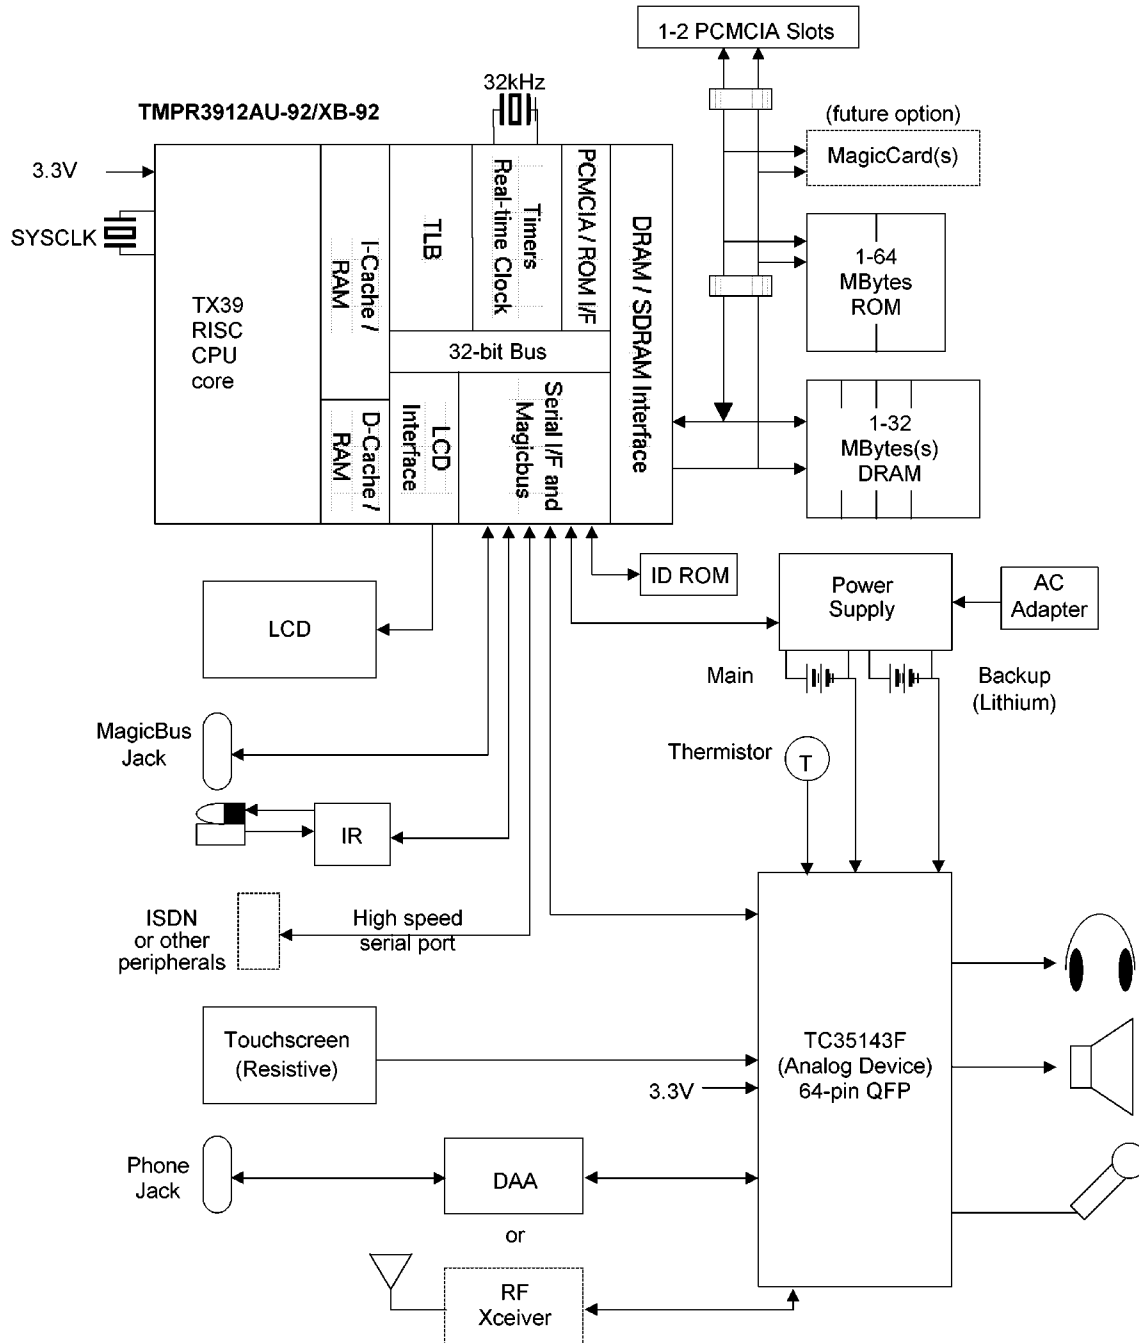 1-2 PCMCIA Slots
32kHz
TMPR3912AU-92/XB-92
(future option)
MagicCard(s)
3.3V
SYSCLK
TX39
RISC
CPU
core
I-Cache /
RAM
D-Cache /
RAM
TLB
Timers
Real-time Clock
PCMCIA / ROM I/F
DRAM / SDRAM Interface
32-bit Bus
LCD
Interface
Serial I/F and
Magicbus
1-64
MBytes
ROM
1-32
MBytes(s)
DRAM
ID ROM
Power
Supply
AC
Adapter
LCD
Main
Backup
(Lithium)
MagicBus
Jack
Thermistor
T
IR
ISDN
or other
peripherals
High speed
serial port
Touchscreen
(Resistive)
TC35143F
(Analog Device)
64-pin QFP
3.3V
Phone
Jack
DAA
or
RF
Xceiver